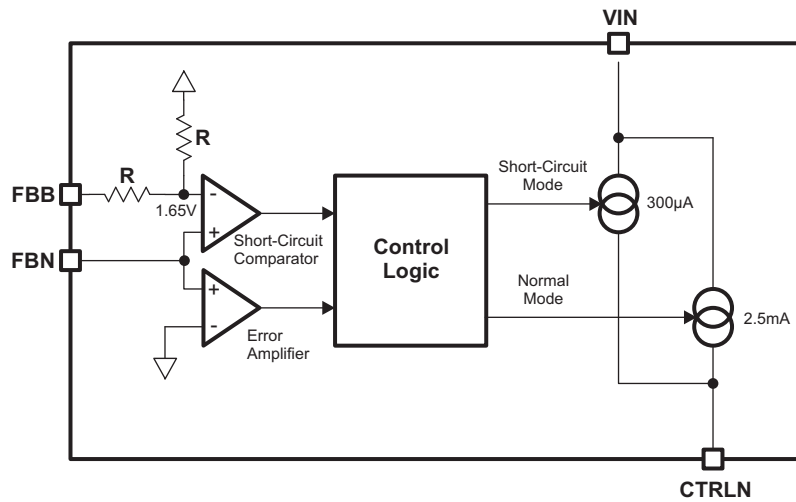 VIN
R
R
FBB
1.65V
-
+
FBN
Short-Circuit
Comparator
+
-
Error
Amplifier
Control
Logic
Short-Circuit
Mode
300µA
Normal
Mode
2.5mA
CTRLN